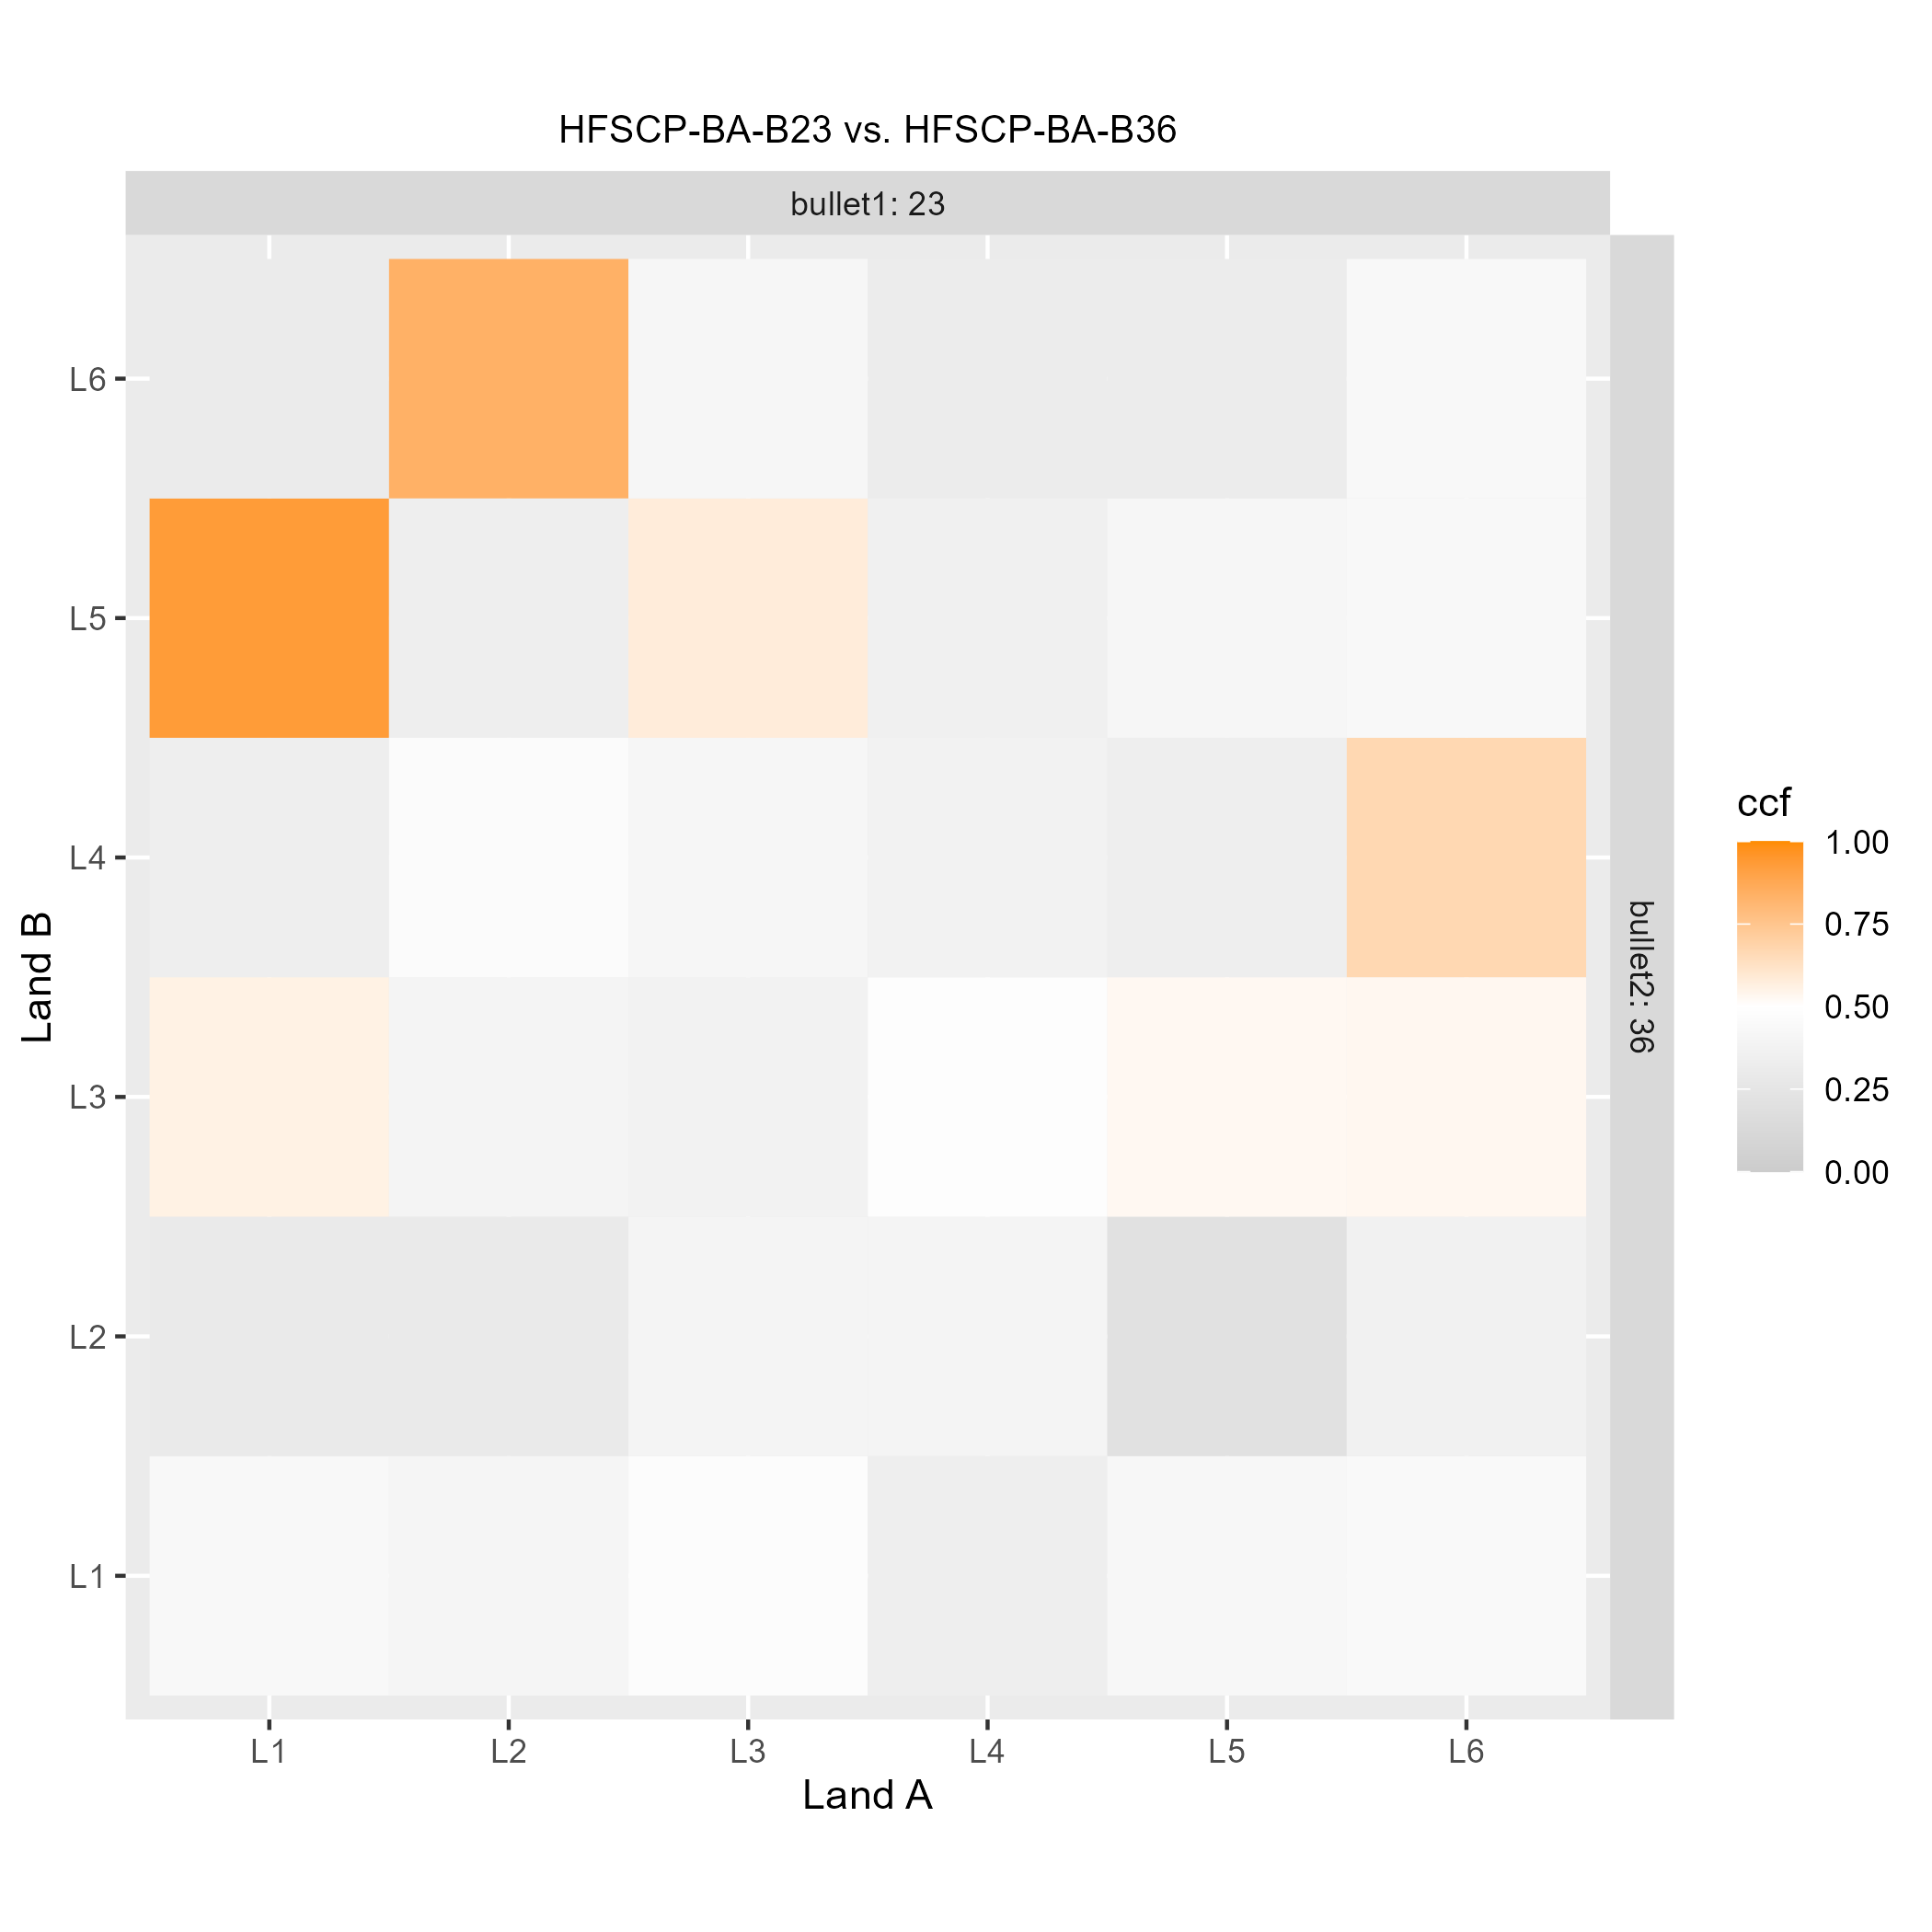 HFSCP-BA-B23 vs. HFSCP-BA-B36
bullet1: 23
L6
L5
L4
L3
L2
L1
Land B
bullet2: 36
L1 L2 L3 L4 L5 L6
Land A
ccf
1.00
0.75
0.50
0.25
0.00